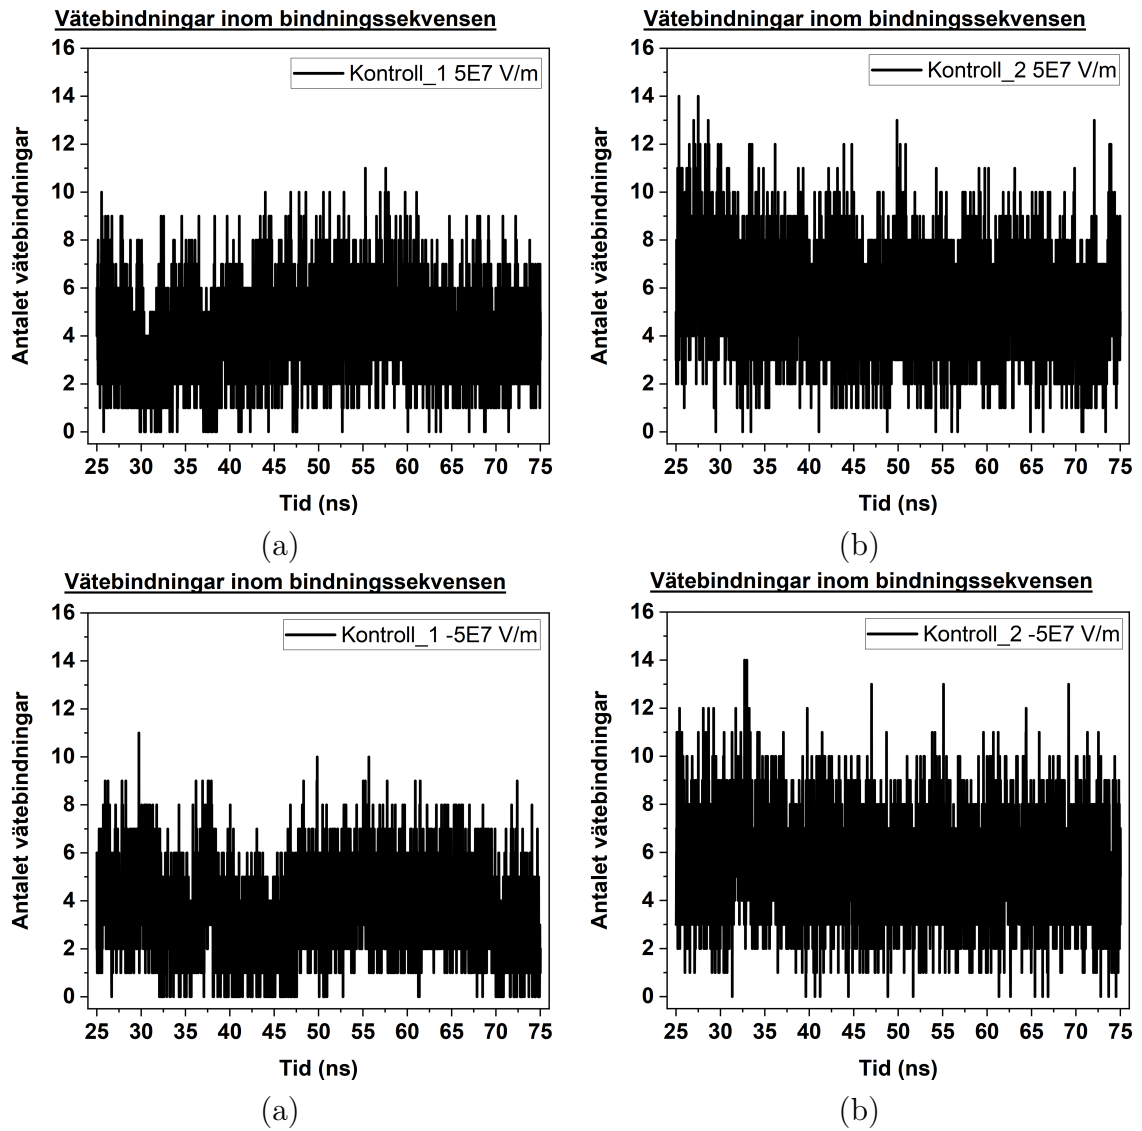 Vätebindningar inom bindningssekvensen
Kontroll_1 5E7 V/m
Antalet vätebindningar
16
14
12
10
8
6
4
2
0
25 30 35 40 45 50 55 60 65 70 75
Tid (ns)
(a)
Vätebindningar inom bindningssekvensen
Kontroll_2 5E7 V/m
Antalet vätebindningar
16
14
12
10
8
6
4
2
0
25 30 35 40 45 50 55 60 65 70 75
Tid (ns)
(b)
Vätebindningar inom bindningssekvensen
Kontroll_1 -5E7 V/m
Antalet vätebindningar
16
14
12
10
8
6
4
2
0
25 30 35 40 45 50 55 60 65 70 75
Tid (ns)
(a)
Vätebindningar inom bindningssekvensen
Kontroll_2 -5E7 V/m
Antalet vätebindningar
16
14
12
10
8
6
4
2
0
25 30 35 40 45 50 55 60 65 70 75
Tid (ns)
(b)